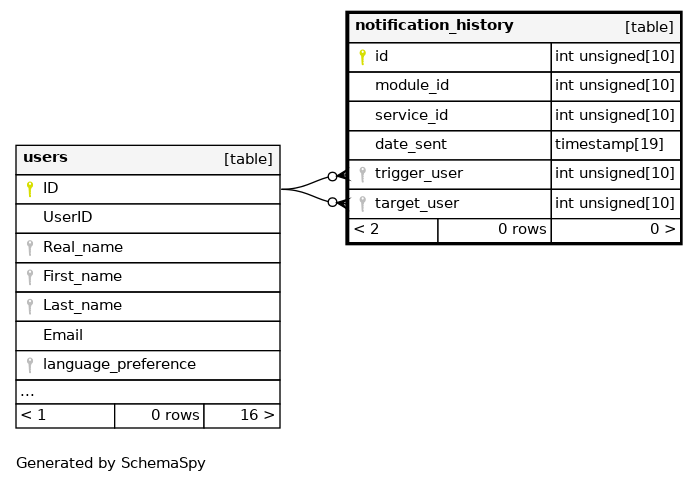 notification_history [table]
id int unsigned[10]
module_id int unsigned[10]
service_id int unsigned[10]
date_sent timestamp[19]
trigger_user int unsigned[10]
target_user int unsigned[10]
< 2 0 rows 0 >
users [table]
ID
UserID
Real_name
First_name
Last_name
Email
language_preference
...
< 1 0 rows 16 >
Generated by SchemaSpy